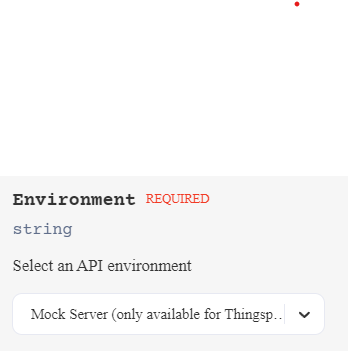 Environment REQUIRED
string
Select an API environment
Mock Server (only available for Thingsp...